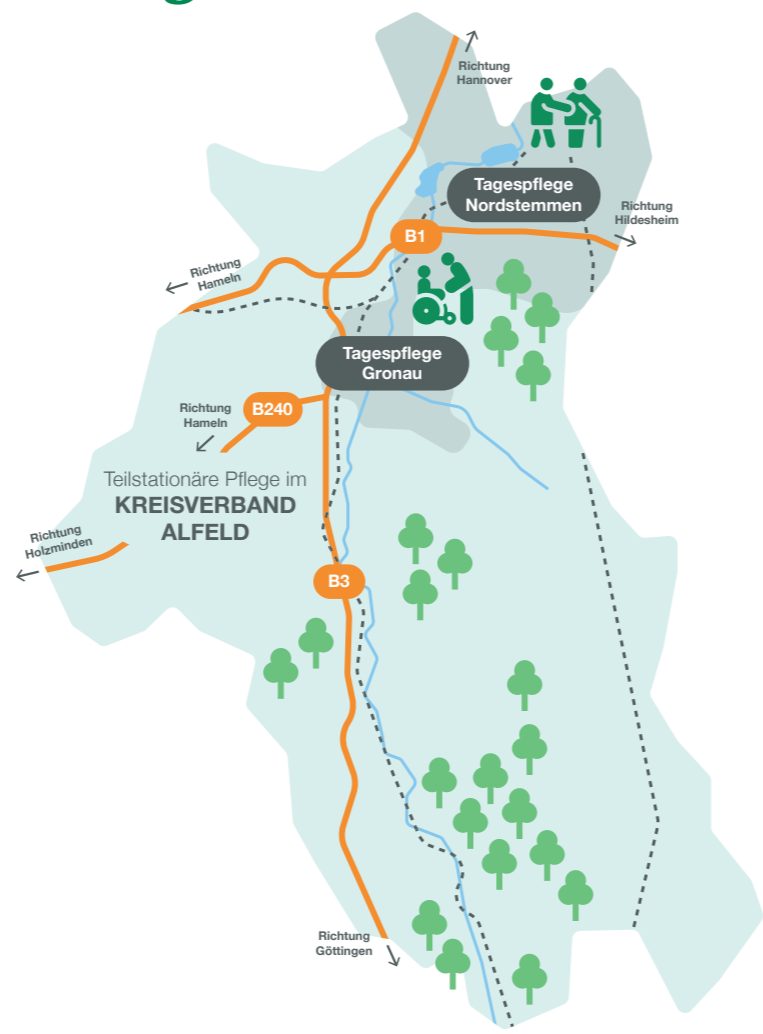 Richtung
Hannover
Tagespflege
Nordstemmen
Richtung
Hildesheim
B1
Richtung
Hameln
Tagespflege
Gronau
B240
Richtung
Hameln
Teilstationäre Pflege im
KREISVERBAND
ALFELD
Richtung
Holzminden
B3
Richtung
Göttingen